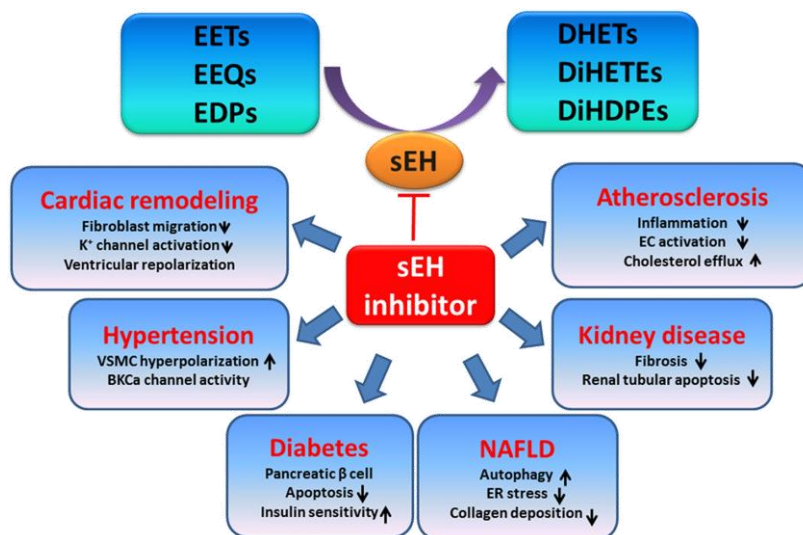 EETs
EEQs
EDPs
DHETs
DiHETEs
DiHDPEs
sEH
Cardiac remodeling
Fibroblast migration↓
K⁺ channel activation↓
Ventricular repolarization
Atherosclerosis
Inflammation ↓
EC activation ↓
Cholesterol efflux ↑
sEH
inhibitor
Hypertension
VSMC hyperpolarization ↑
BKCa channel activity
Kidney disease
Fibrosis ↓
Renal tubular apoptosis ↓
Diabetes
Pancreatic β cell
Apoptosis ↓
Insulin sensitivity ↑
NAFLD
Autophagy ↑
ER stress ↓
Collagen deposition ↓